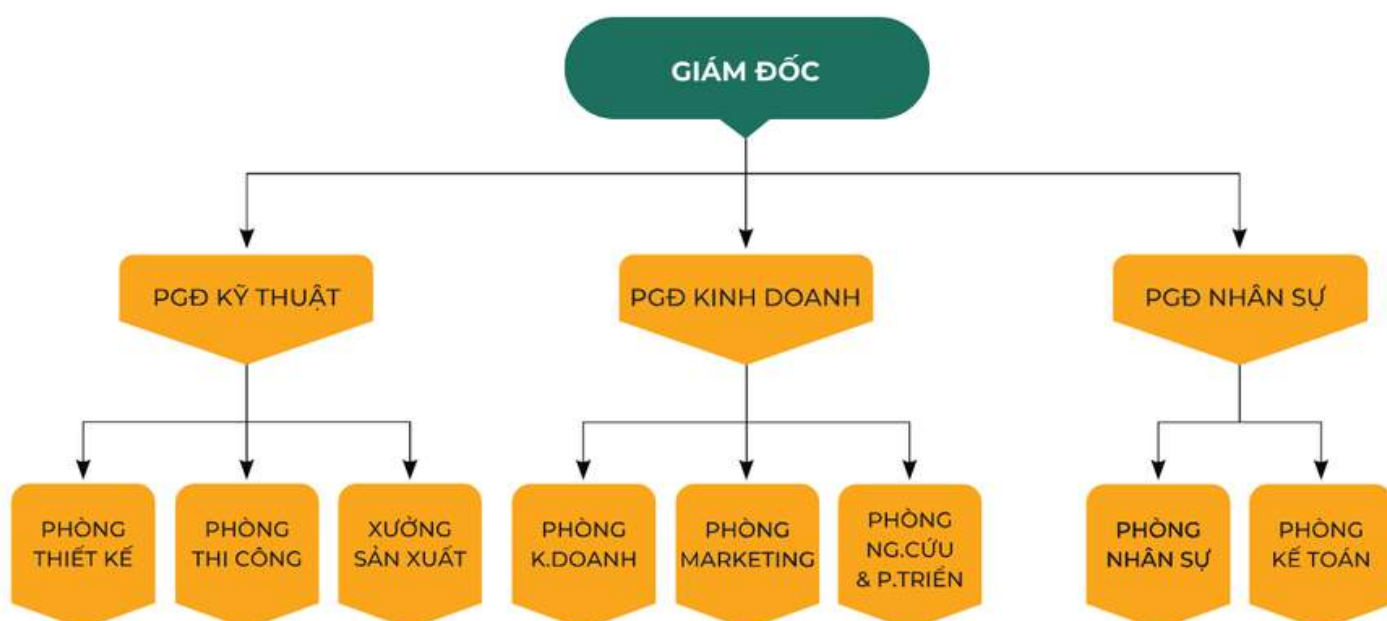 GIÁM ĐỐC
PGĐ KỸ THUẬT
PGĐ KINH DOANH
PGĐ NHÂN SỰ
PHÒNG
THIẾT KẾ
PHÒNG
THI CÔNG
XƯỞNG
SẢN XUẤT
PHÒNG
K.DOANH
PHÒNG
MARKETING
PHÒNG
NG.CỨU
& P.TRIỂN
PHÒNG
NHÂN SỰ
PHÒNG
KẾ TOÁN